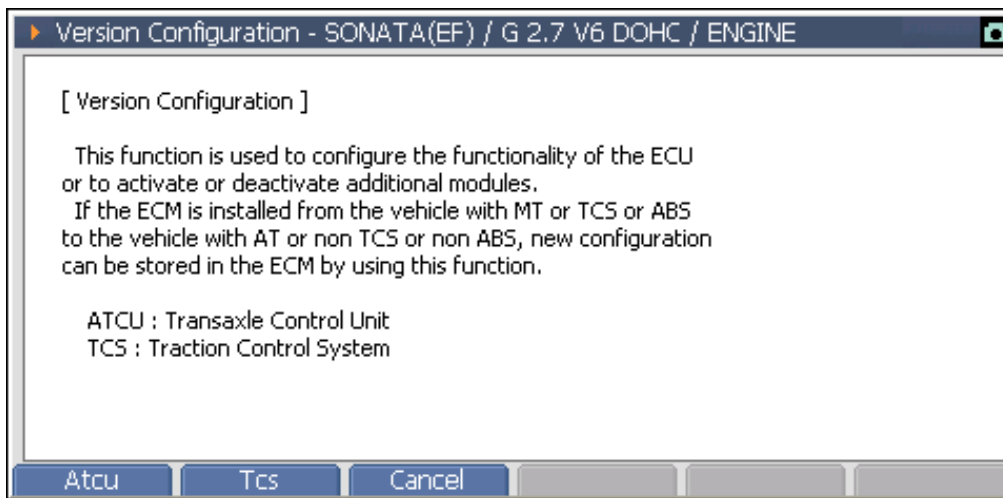 Version Configuration - SONATA(EF) / G 2.7 V6 DOHC / ENGINE
[ Version Configuration ]
This function is used to configure the functionality of the ECU
or to activate or deactivate additional modules.
If the ECM is installed from the vehicle with MT or TCS or ABS
to the vehicle with AT or non TCS or non ABS, new configuration
can be stored in the ECM by using this function.
ATCU : Transaxle Control Unit
TCS : Traction Control System
Atcu Tcs Cancel